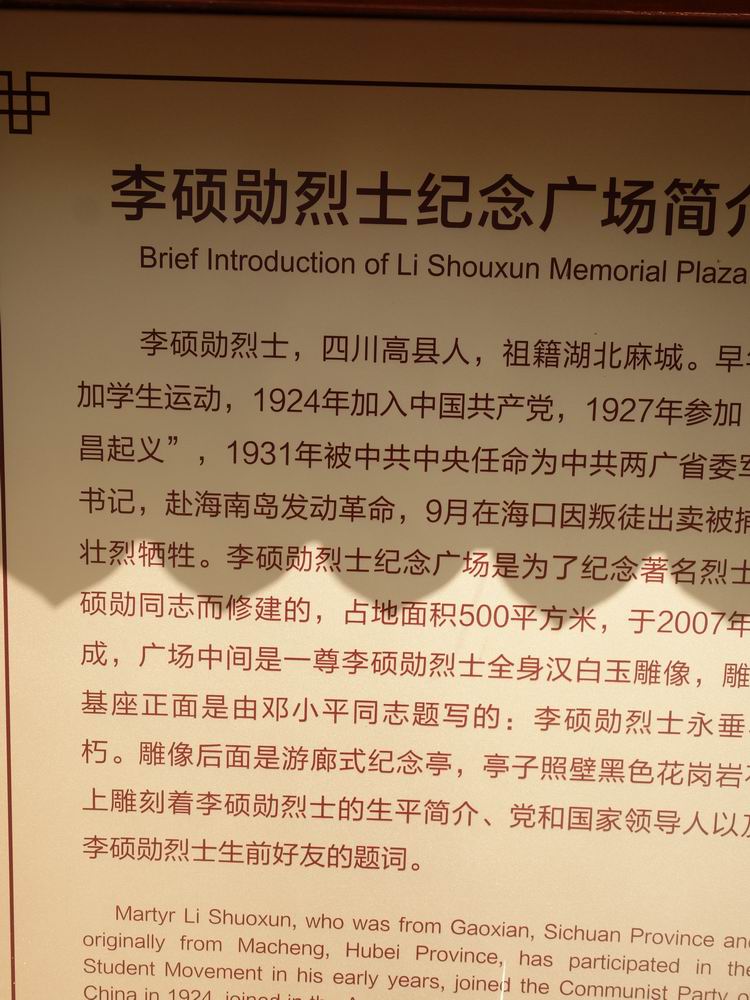 李硕勋烈士纪念广场简介
Brief Introduction of Li Shouxun Memorial Plaza
李硕勋烈士，四川高县人，祖籍湖北麻城。早年
加学生运动，1924年加入中国共产党，1927年参加
昌起义”，1931年被中共中央任命为中共两广省委军
书记，赴海南岛发动革命，9月在海口因叛徒出卖被捕
壮烈牺牲。李硕勋烈士纪念广场是为了纪念著名烈士
硕勋同志而修建的，占地面积500平方米，于2007年
成，广场中间是一尊李硕勋烈士全身汉白玉雕像，雕
基座正面是由邓小平同志题写的：李硕勋烈士永垂
朽。雕像后面是游廊式纪念亭，亭子照壁黑色花岗岩石
上雕刻着李硕勋烈士的生平简介、党和国家领导人以及
李硕勋烈士生前好友的题词。
Martyr Li Shuoxun, who was from Gaoxian, Sichuan Province and
originally from Macheng, Hubei Province, has participated in the
Student Movement in his early years, joined the Communist Party of
China in 1924, joined in the